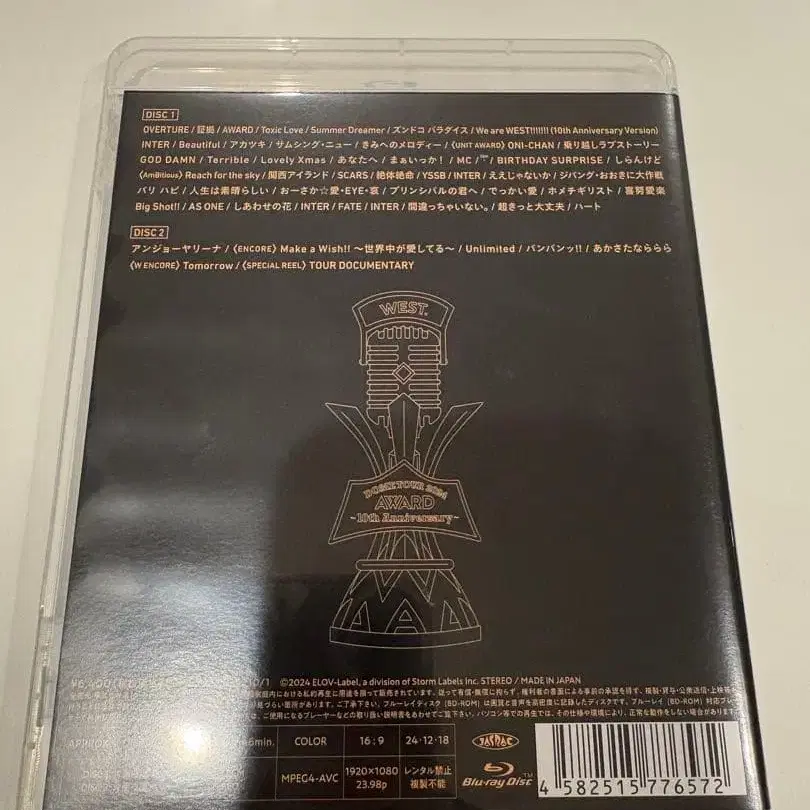 DISC 1
OVERTURE / 証拠 / AWARD / Toxic Love / Summer Dreamer / ズンドコ パラダイス / We are WEST!!!!!!! (10th Anniversary Version)
INTER / Beautiful / アカツキ / サムシング・ニュー / きみへのメロディー / 〈UNIT AWARD〉 ONI-CHAN / 乗り越しラブストーリー
GOD DAMN / Terrible / Lovely Xmas / あなたへ / まぁいっか! / MC / BIRTHDAY SURPRISE / しらんけど
〈AmBitious〉 Reach for the sky / 関西アイランド / SCARS / 絶体絶命 / YSSB / INTER / ええじゃないか / ジパング・おおきに大作戦
バリ ハピ / 人生は素晴らしい / おーさか☆愛・EYE・哀 / プリンシパルの君へ / でっかい愛 / ホメチギリスト / 喜努愛楽
Big Shot!! / AS ONE / しあわせの花 / INTER / FATE / INTER / 間違っちゃいない。 / 超きっと大丈夫 / ハート
DISC 2
アンジョーヤリーナ / 〈ENCORE〉 Make a Wish!! ～世界中が愛してる～ / Unlimited / バンバンッ!! / あかさたなららら
〈W ENCORE〉 Tomorrow / 〈SPECIAL REEL〉 TOUR DOCUMENTARY
WEST.
DOME TOUR 2024
AWARD
~10th Anniversary~
©2024 ELOV-Label, a division of Storm Labels Inc. STEREO / MADE IN JAPAN
COLOR 16:9 24・12・18 JASRAC
MPEG4-AVC 1920×1080 23.98p レンタル禁止 複製不能 Blu-ray Disc™
4 582515 776572